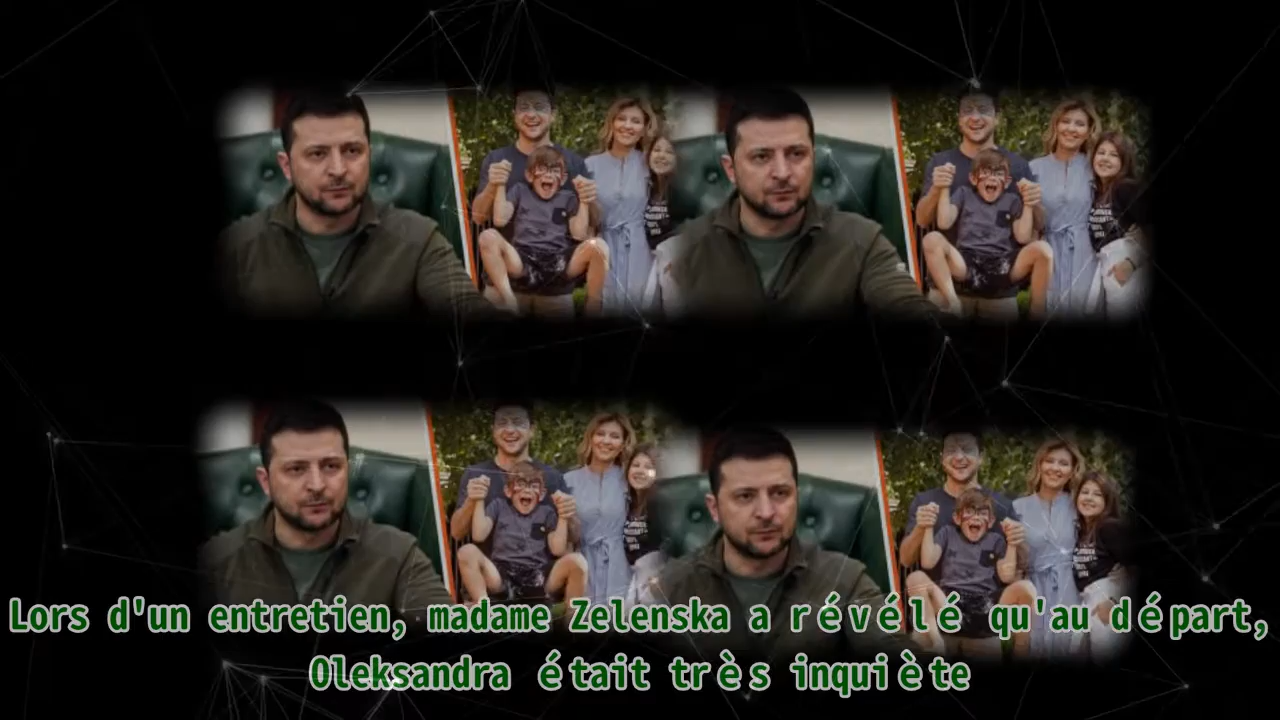 Lors d'un entretien, madame Zelenska a révélé qu'au départ,
Oleksandra était très inquiète